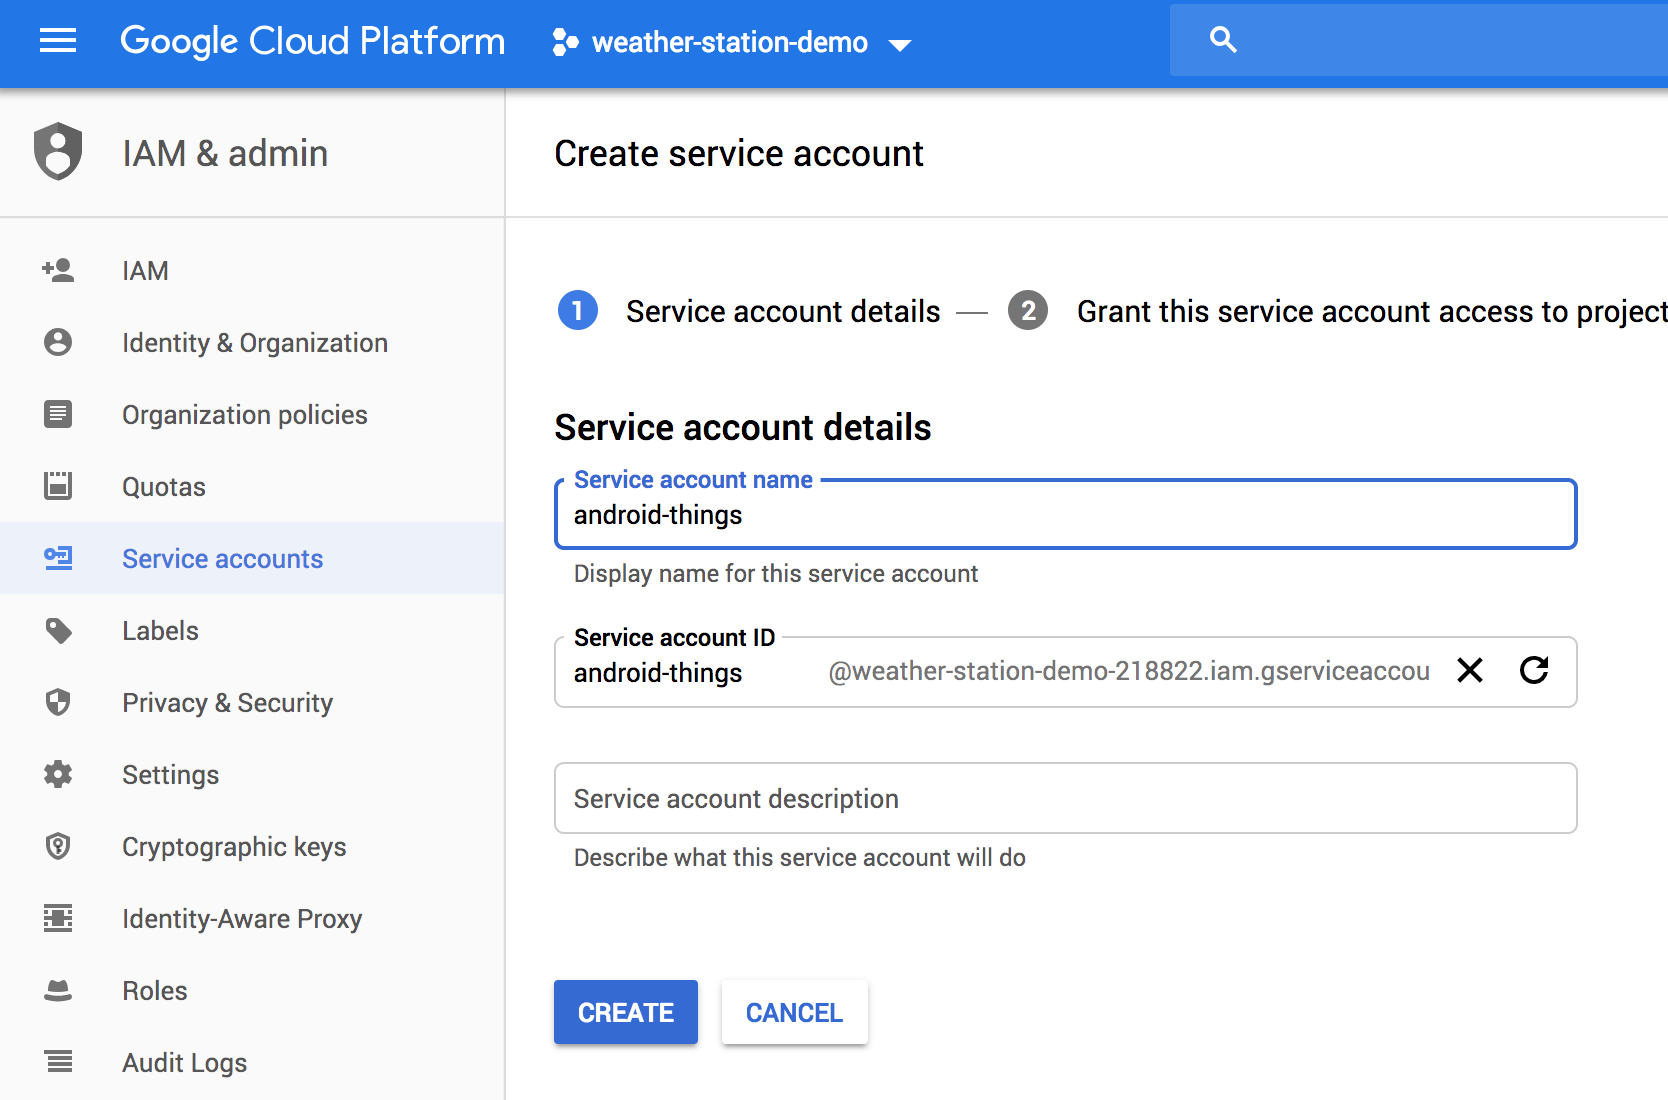 Google Cloud Platform
weather-station-demo
IAM & admin
Create service account
IAM
Identity & Organization
Organization policies
Quotas
Service accounts
Labels
Privacy & Security
Settings
Cryptographic keys
Identity-Aware Proxy
Roles
Audit Logs
1 Service account details — 2 Grant this service account access to project
Service account details
Service account name
android-things
Display name for this service account
Service account ID
android-things @weather-station-demo-218822.iam.gserviceaccou
Service account description
Describe what this service account will do
CREATE CANCEL